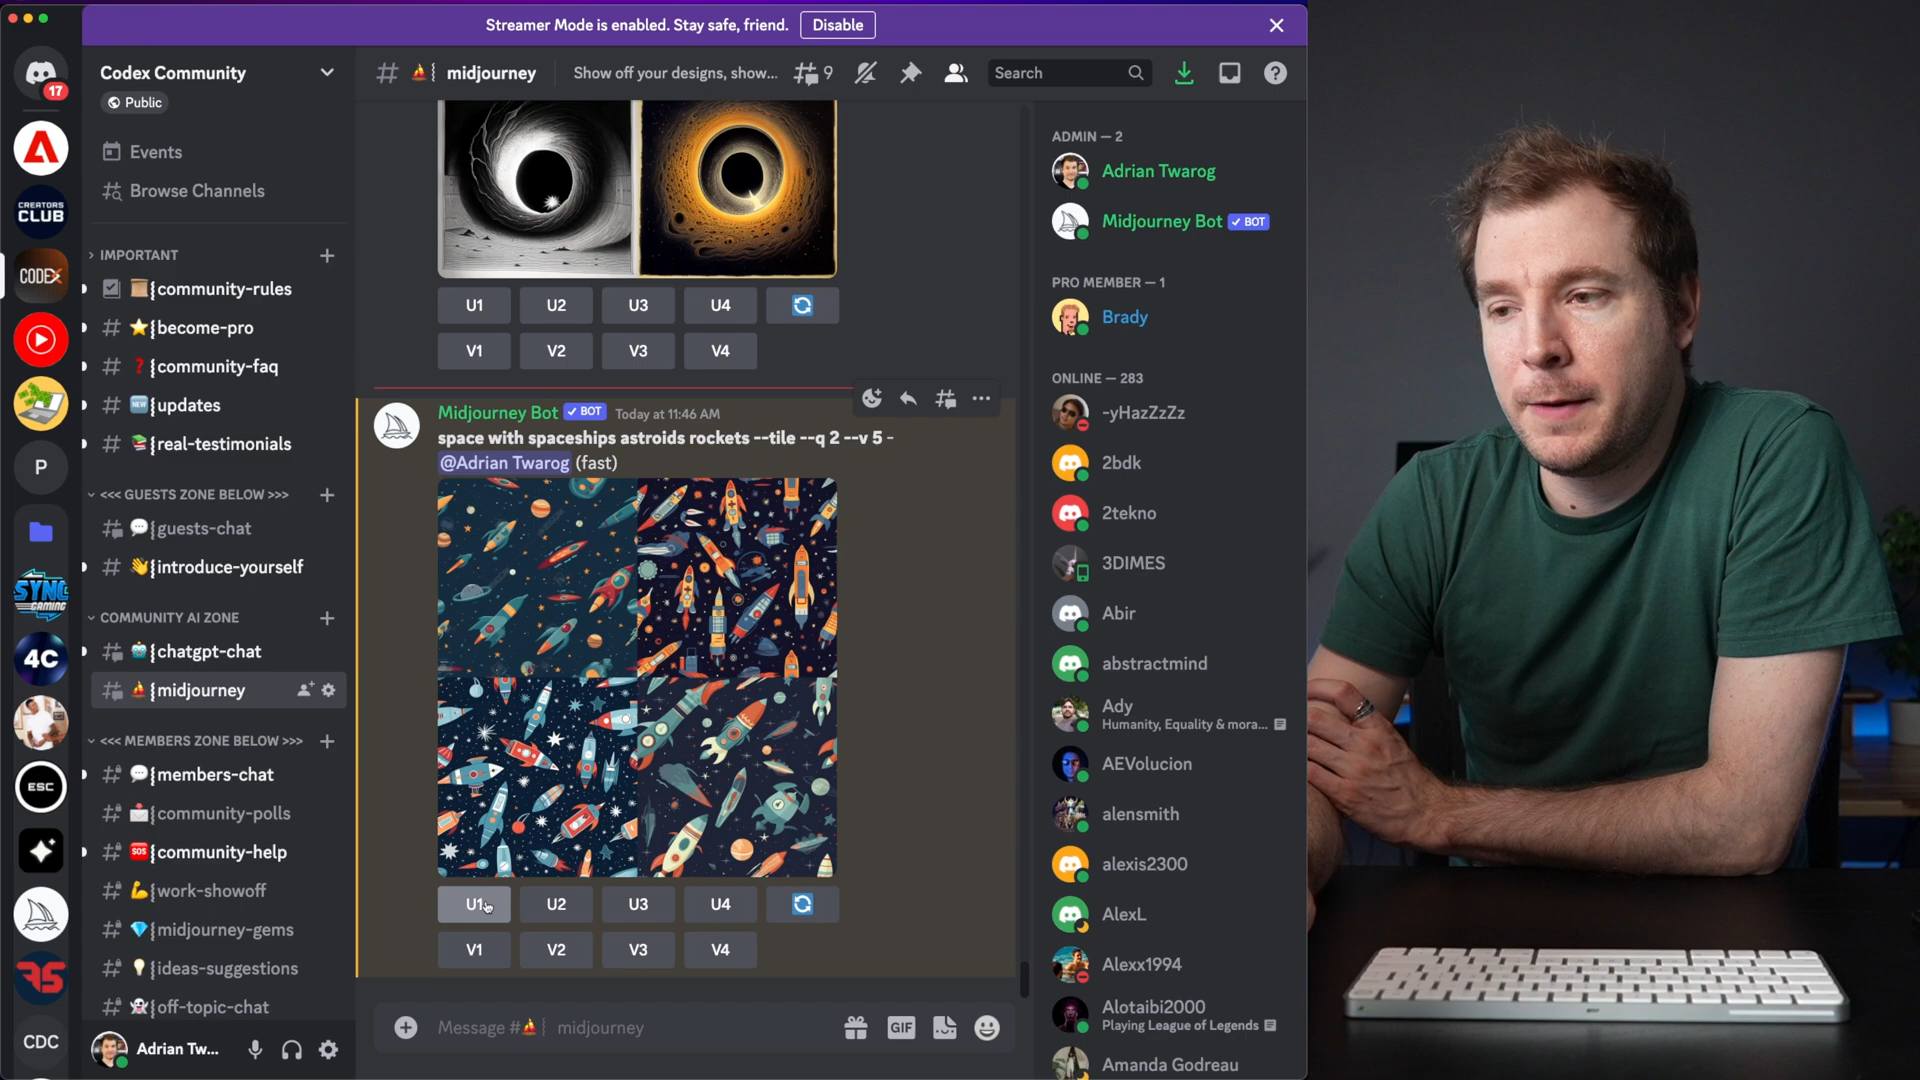 Streamer Mode is enabled. Stay safe, friend. Disable
17
CREATORS CLUB
CODEX
P
SYNC GAMING
4C
ESC
CDC
Codex Community
Public
Events
Browse Channels
IMPORTANT
community-rules
become-pro
community-faq
NEW updates
real-testimonials
<<< GUESTS ZONE BELOW >>>
guests-chat
introduce-yourself
COMMUNITY AI ZONE
chatgpt-chat
midjourney
<<< MEMBERS ZONE BELOW >>>
members-chat
community-polls
SOS community-help
work-showoff
midjourney-gems
ideas-suggestions
off-topic-chat
Adrian Tw...
midjourney Show off your designs, show... 9 Search
U1 U2 U3 U4
V1 V2 V3 V4
Midjourney Bot ✓ BOT Today at 11:46 AM
space with spaceships astroids rockets --tile --q 2 --v 5 -
@Adrian Twarog (fast)
U1 U2 U3 U4
V1 V2 V3 V4
Message # midjourney GIF
ADMIN — 2
Adrian Twarog
Midjourney Bot ✓ BOT
PRO MEMBER — 1
Brady
ONLINE — 283
-yHazZzZz
2bdk
2tekno
3DIMES
Abir
abstractmind
Ady
Humanity, Equality & mora...
AEVolucion
alensmith
alexis2300
AlexL
Alexx1994
Alotaibi2000
Playing League of Legends
Amanda Godreau